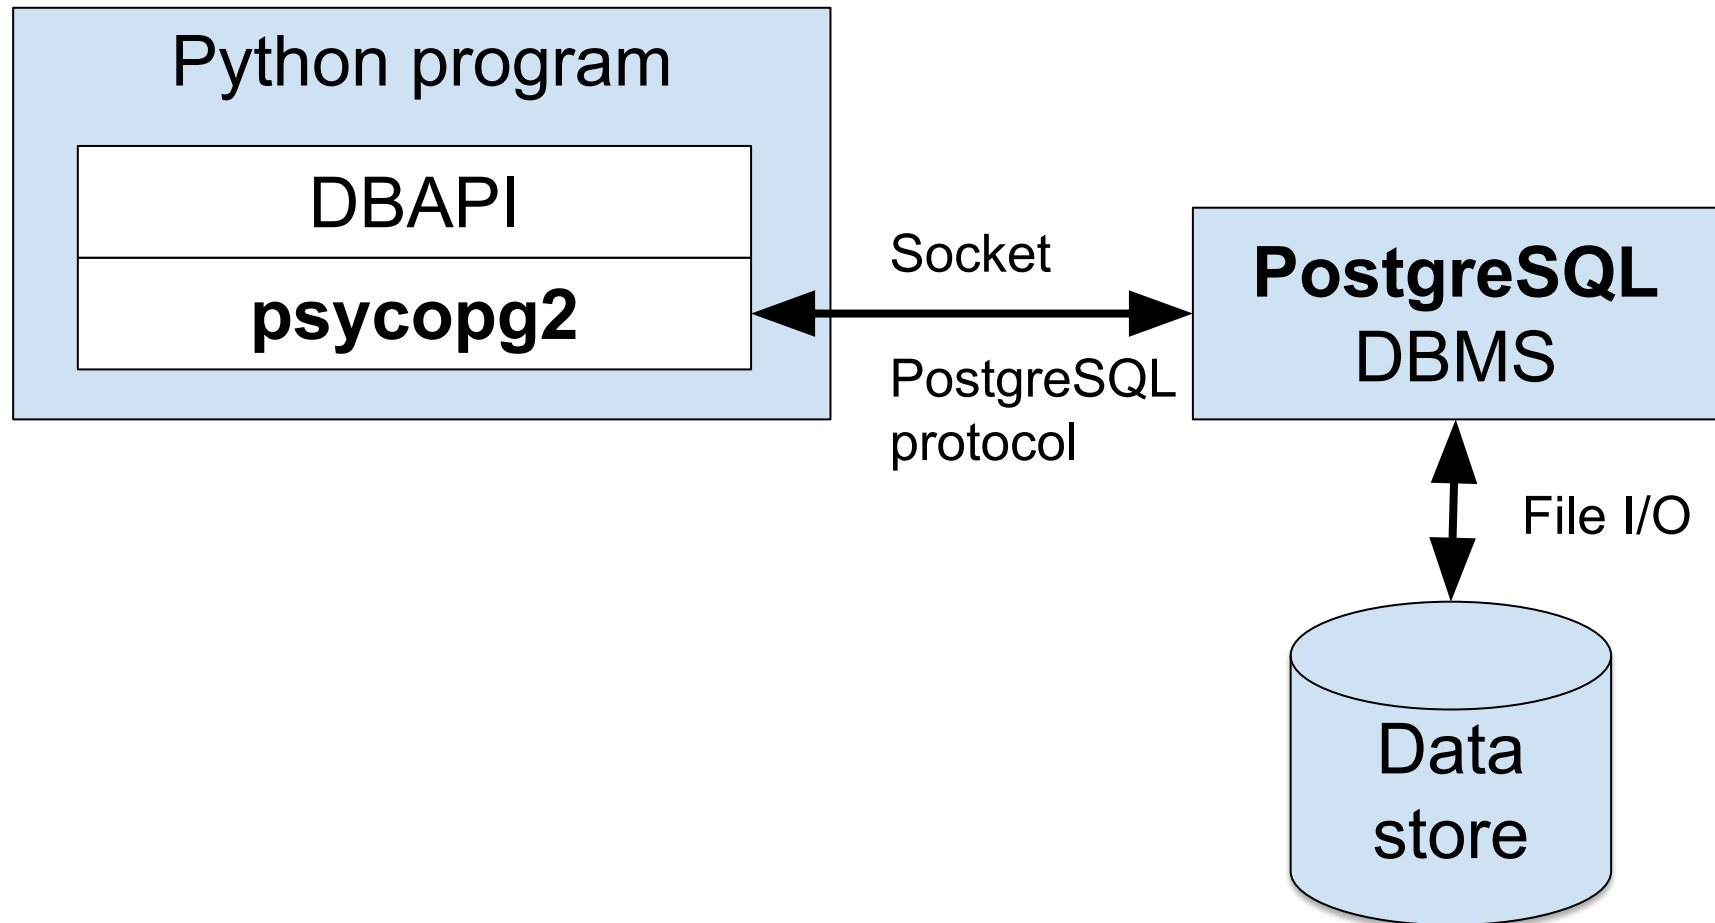 Python program
DBAPI
psycopg2
Socket
PostgreSQL
protocol
PostgreSQL
DBMS
File I/O
Data
store